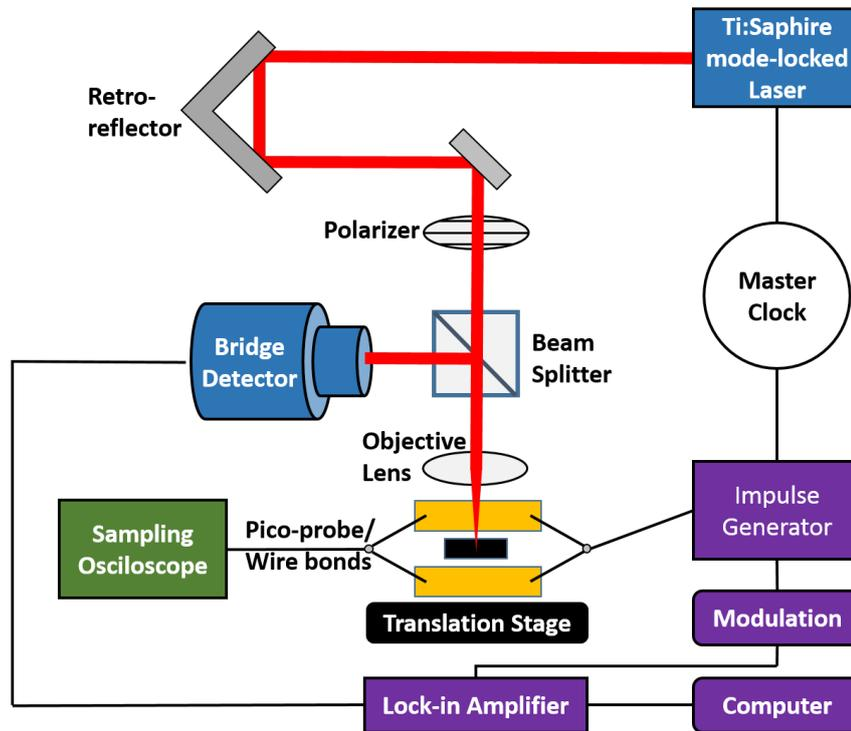 Ti:Saphire
mode-locked
Laser
Retro-
reflector
Polarizer
Master
Clock
Bridge
Detector
Beam
Splitter
Objective
Lens
Impulse
Generator
Sampling
Osciloscope
Pico-probe/
Wire bonds
Modulation
Translation Stage
Lock-in Amplifier
Computer